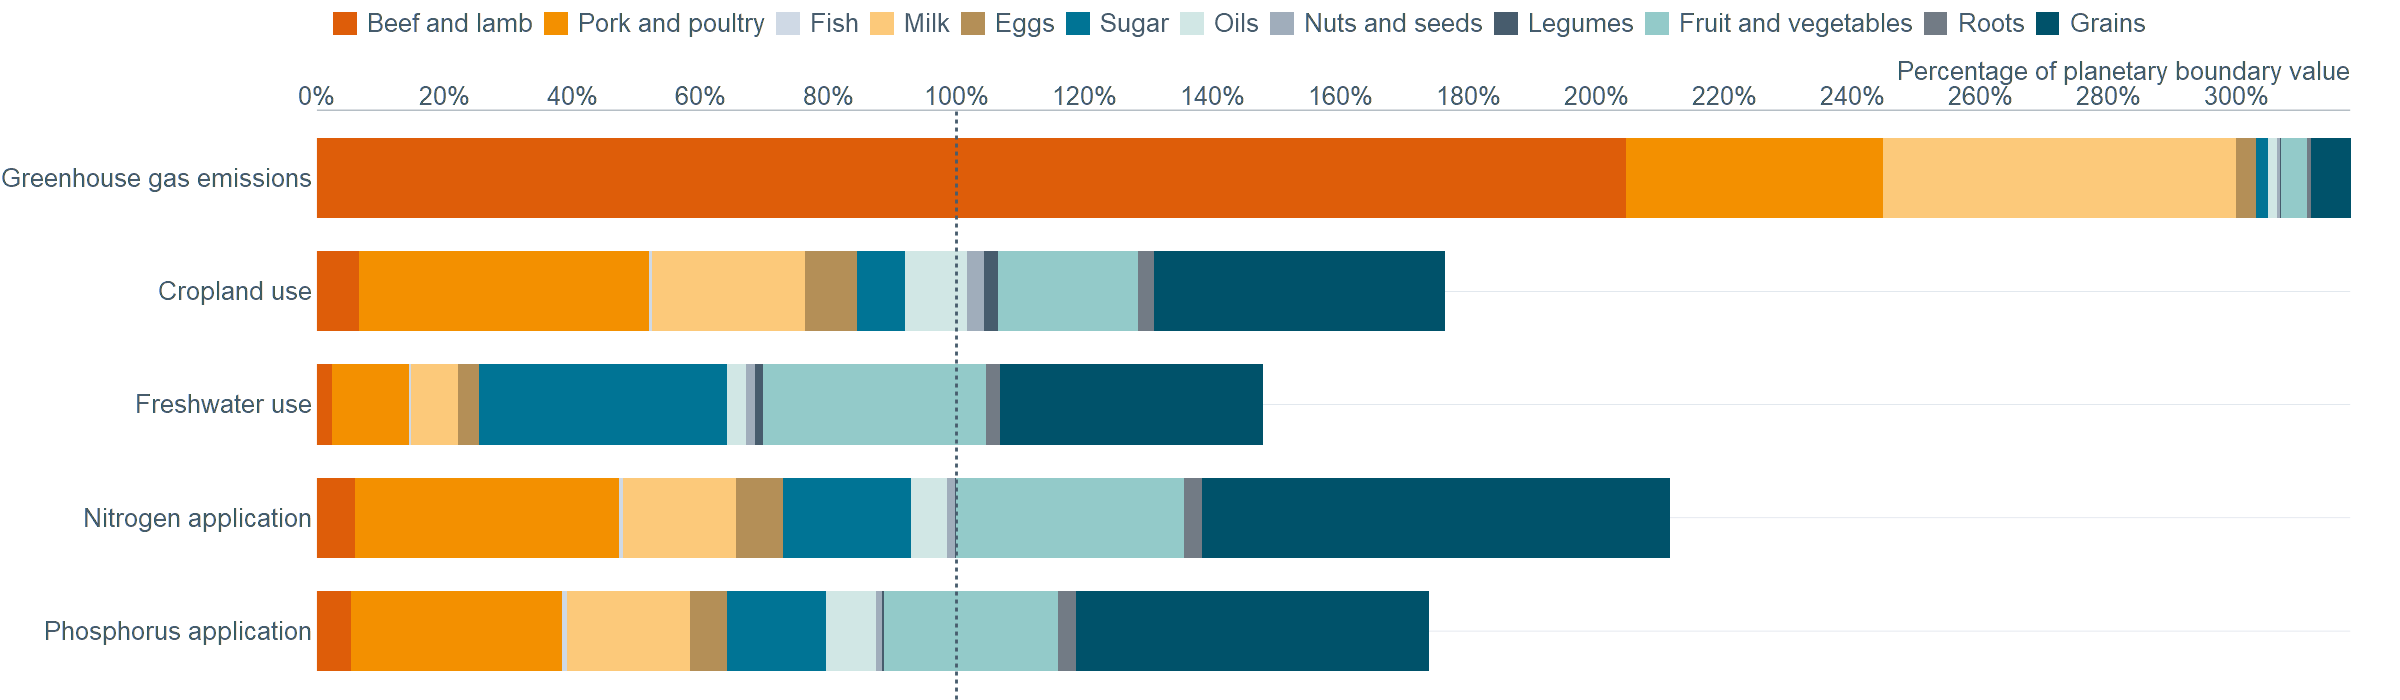 Beef and lamb Pork and poultry Fish Milk Eggs Sugar Oils Nuts and seeds Legumes Fruit and vegetables Roots Grains
Percentage of planetary boundary value
0% 20% 40% 60% 80% 100% 120% 140% 160% 180% 200% 220% 240% 260% 280% 300%
Greenhouse gas emissions
Cropland use
Freshwater use
Nitrogen application
Phosphorus application